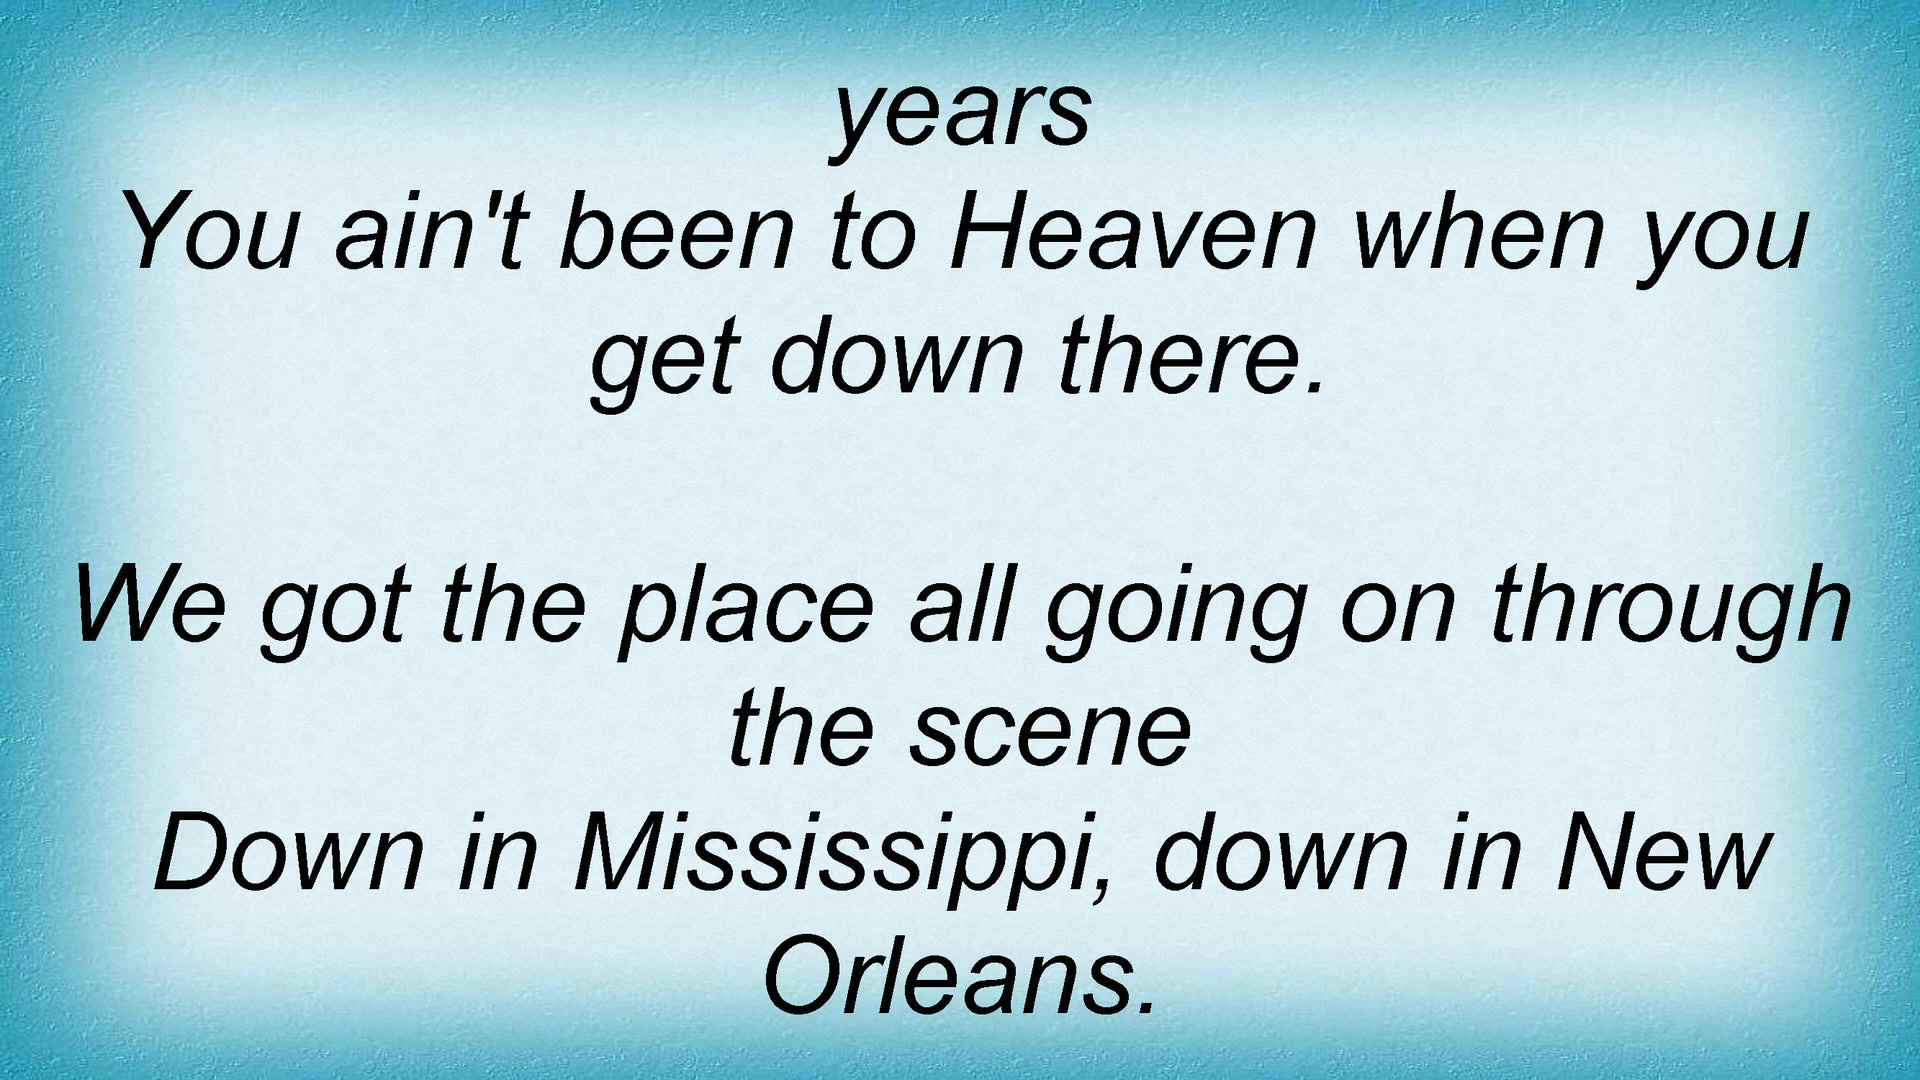 years
You ain't been to Heaven when you
get down there.
We got the place all going on through
the scene
Down in Mississippi, down in New
Orleans.